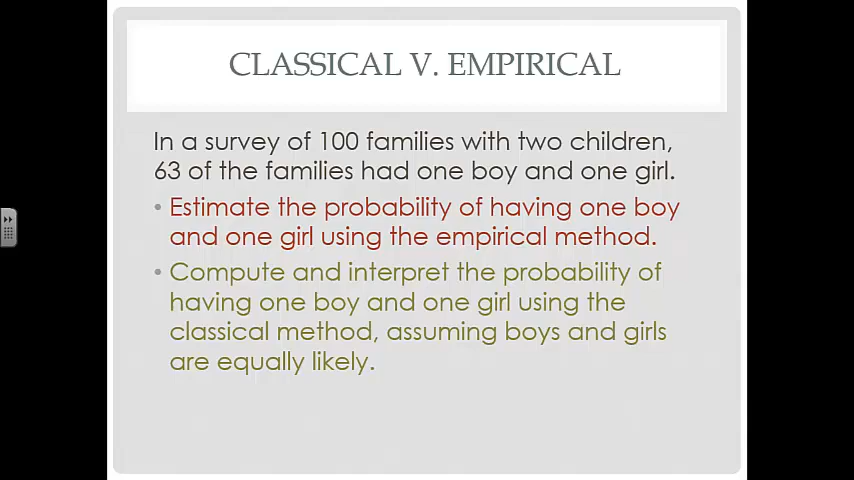 CLASSICAL V. EMPIRICAL
In a survey of 100 families with two children,
63 of the families had one boy and one girl.
• Estimate the probability of having one boy
and one girl using the empirical method.
• Compute and interpret the probability of
having one boy and one girl using the
classical method, assuming boys and girls
are equally likely.